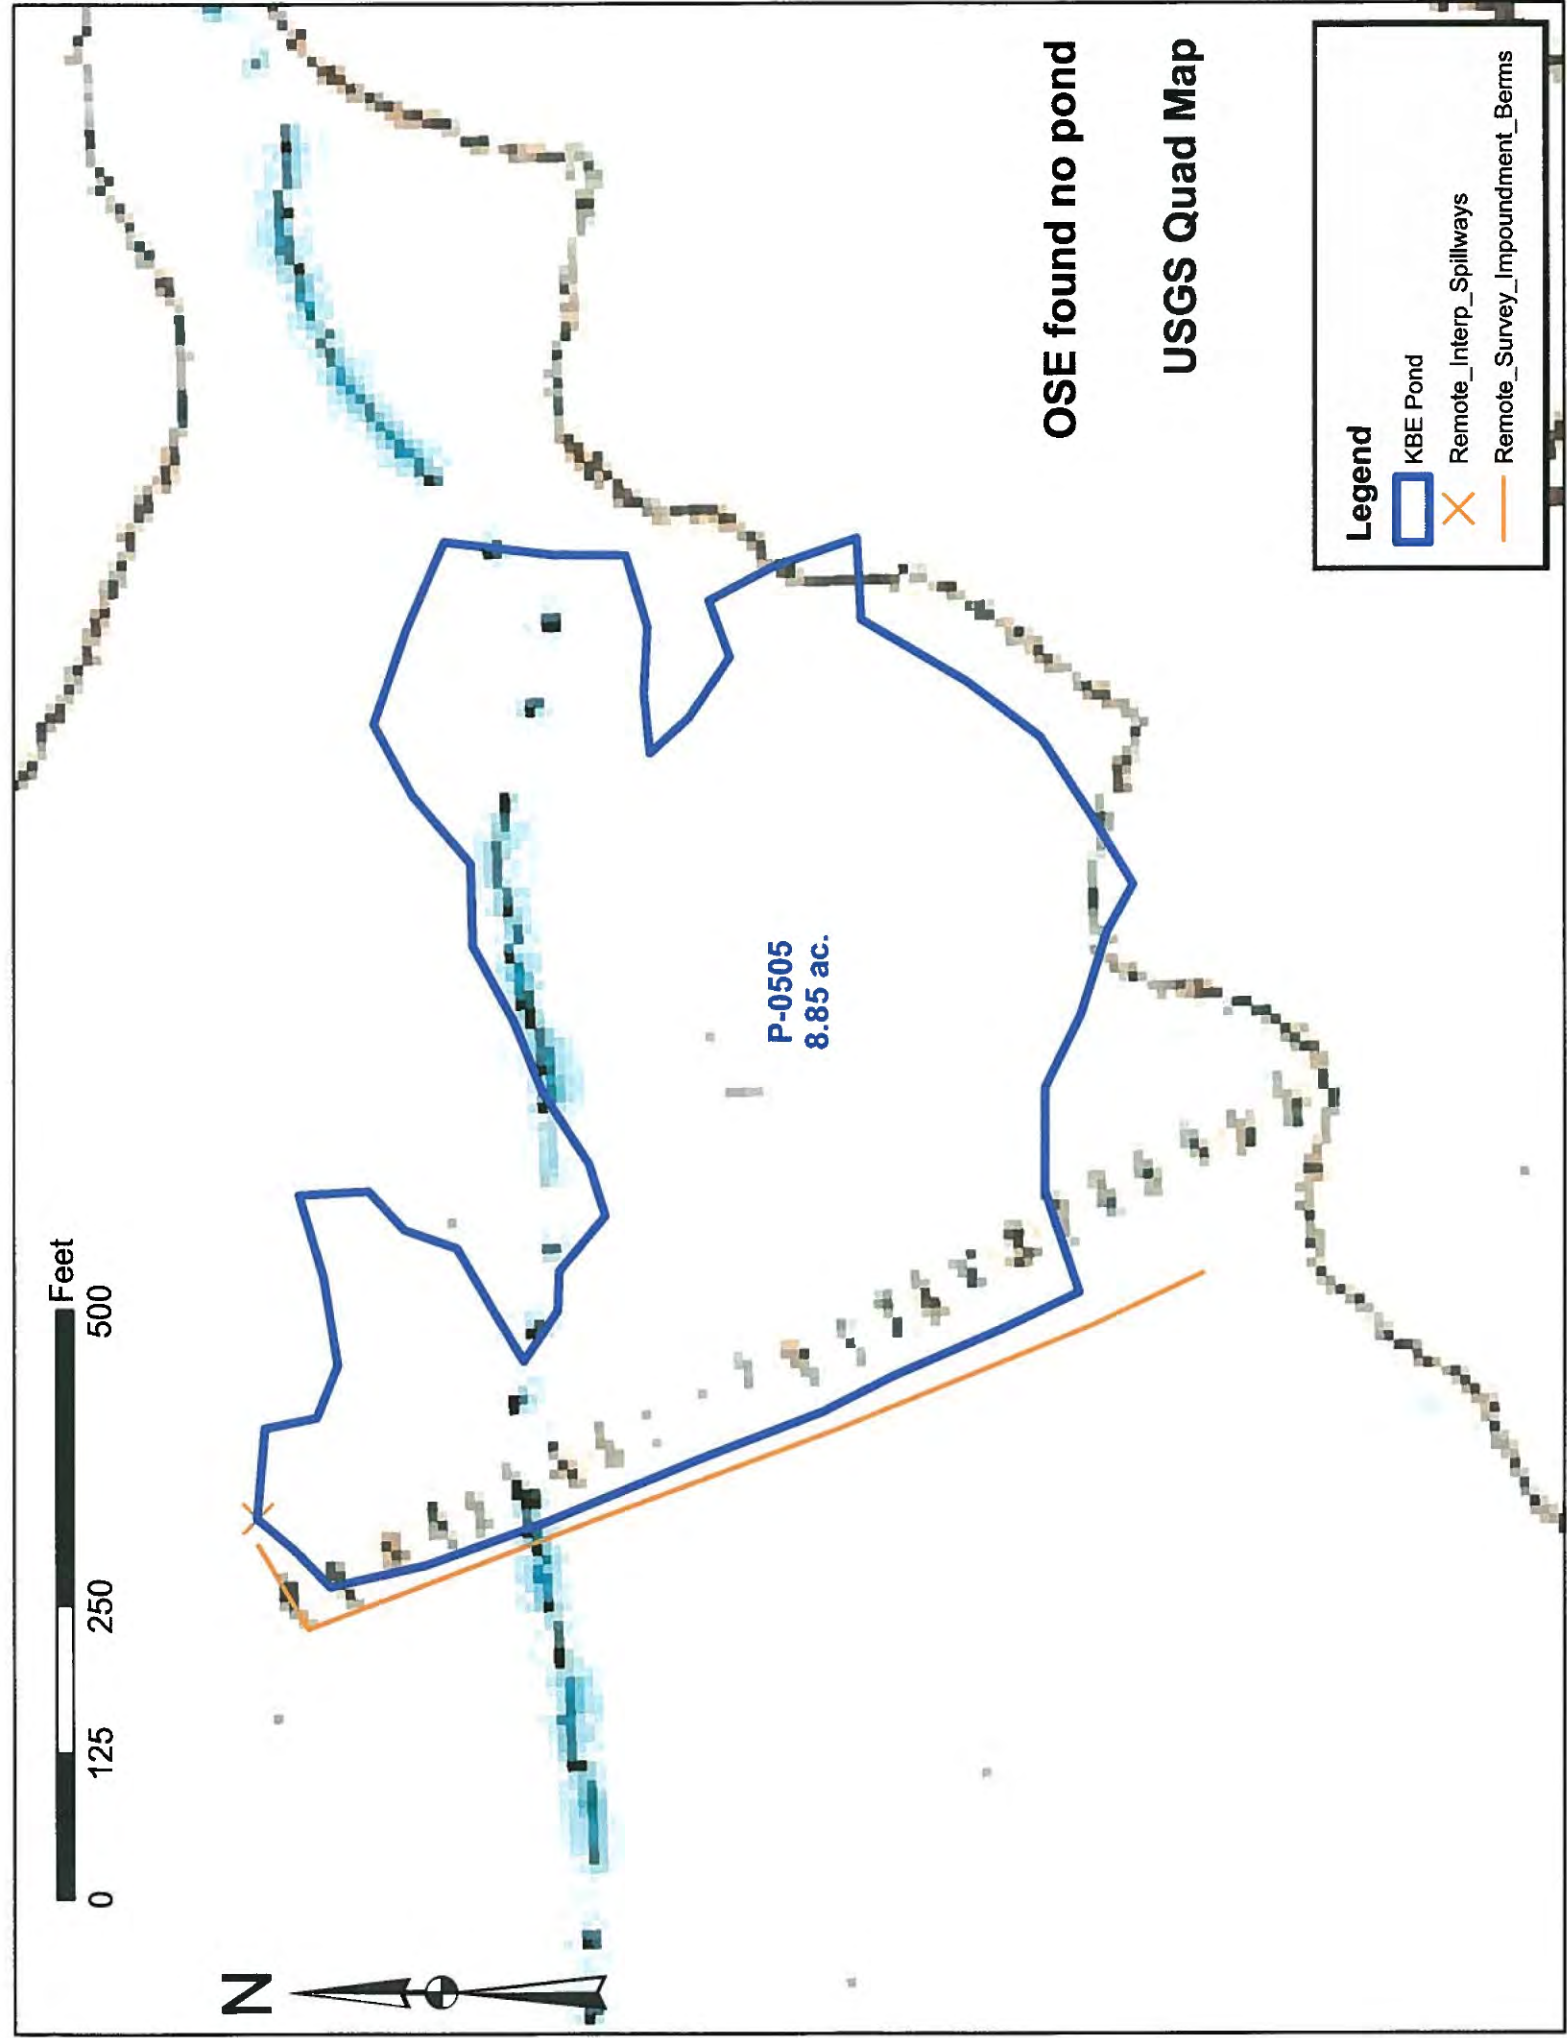 N
0 125 250 500
Feet
P-0505
8.85 ac.
OSE found no pond
USGS Quad Map
Legend
KBE Pond
Remote_Interp_Spillways
Remote_Survey_Impoundment_Berms